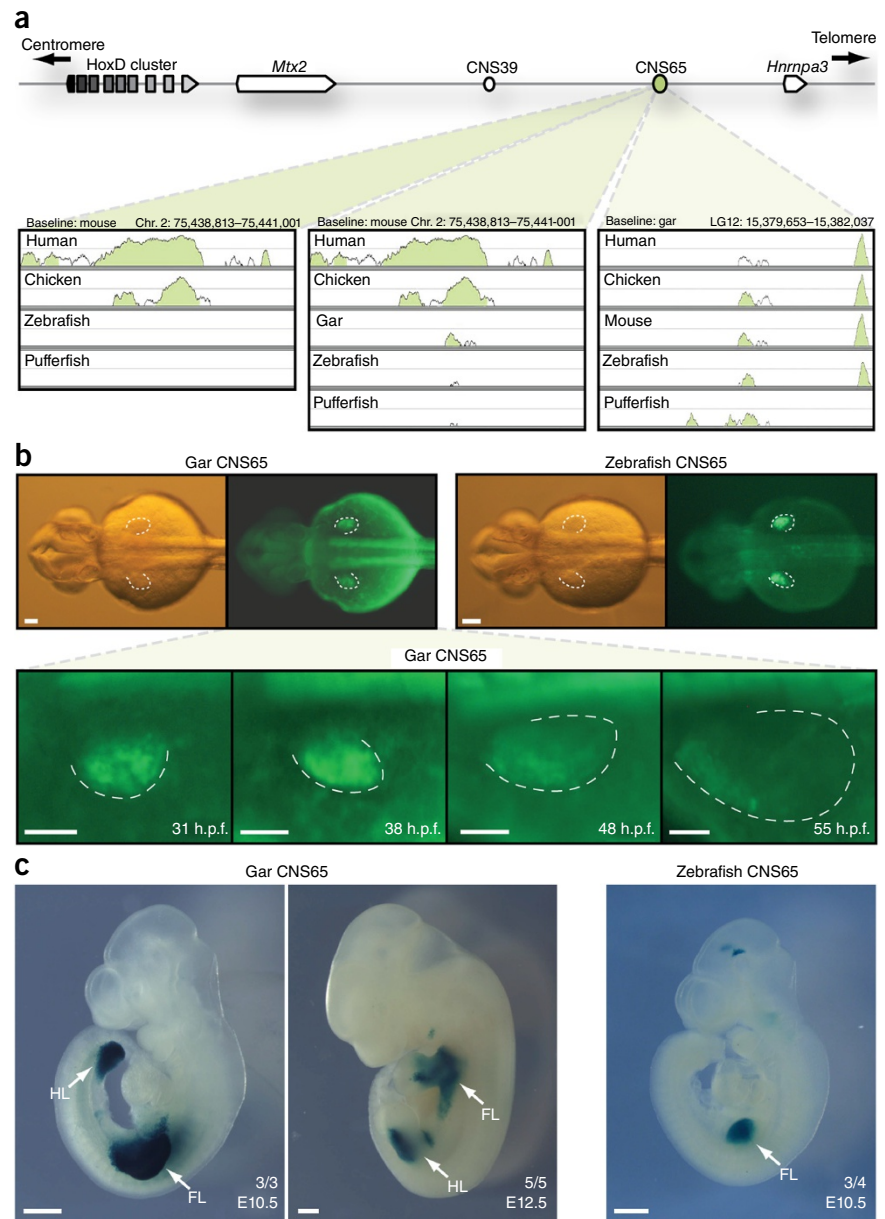 a
Centromere
Telomere
HoxD cluster
Mtx2
CNS39
CNS65
Hnrnpa3
Baseline: mouse Chr. 2: 75,438,813–75,441,001
Human
Chicken
Zebrafish
Pufferfish
Baseline: mouse Chr. 2: 75,438,813–75,441-001
Human
Chicken
Gar
Zebrafish
Pufferfish
Baseline: gar LG12: 15,379,653–15,382,037
Human
Chicken
Mouse
Zebrafish
Pufferfish
b
Gar CNS65
Zebrafish CNS65
Gar CNS65
31 h.p.f.
38 h.p.f.
48 h.p.f.
55 h.p.f.
c
Gar CNS65
Zebrafish CNS65
HL
FL
3/3
E10.5
FL
HL
5/5
E12.5
FL
3/4
E10.5